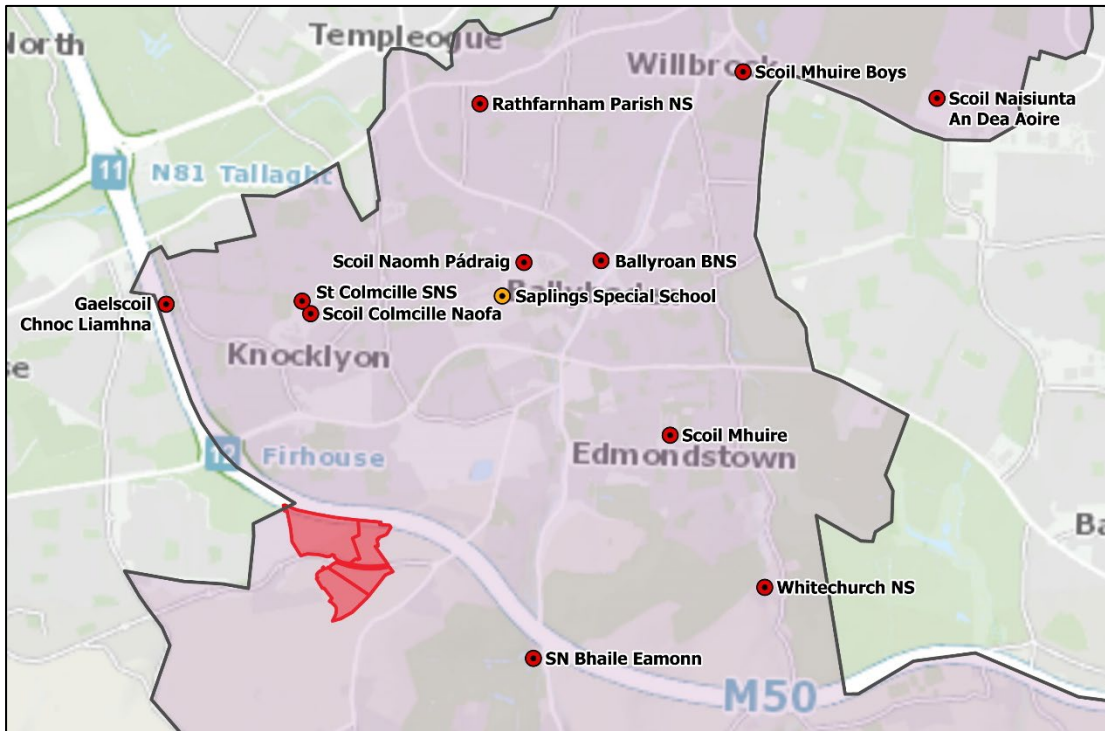 North
Templeogue
Willbrook
Scoil Mhuire Boys
Rathfarnham Parish NS
Scoil Naisiunta
An Dea Aoire
11
N81 Tallaght
Scoil Naomh Pádraig
Ballyroan BNS
St Colmcille SNS
Saplings Special School
Gaelscoil
Chnoc Liamhna
Scoil Colmcille Naofa
Knocklyon
se
Scoil Mhuire
12
Firhouse
Edmondstown
Ba
Whitechurch NS
SN Bhaile Eamonn
M50